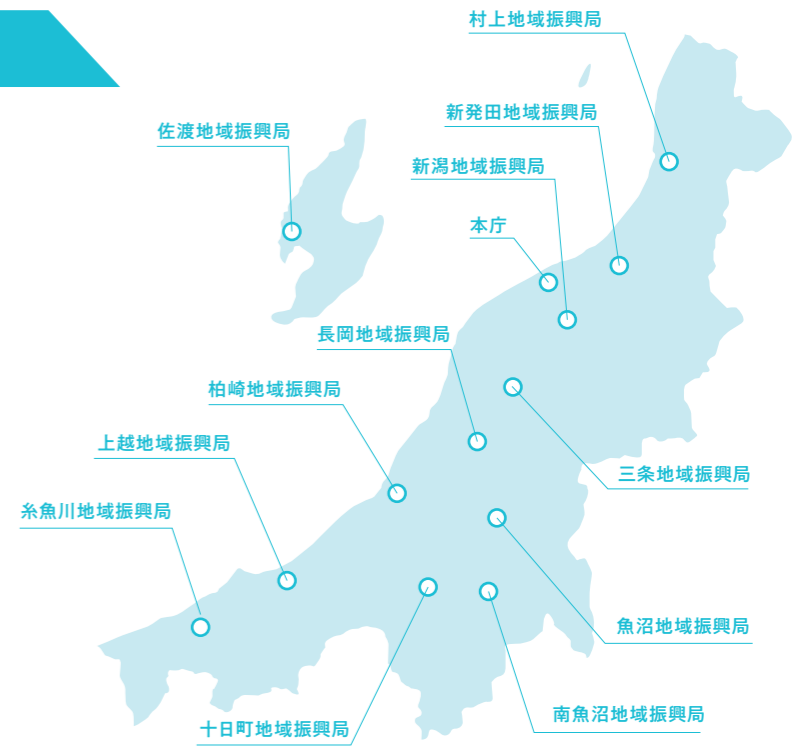 村上地域振興局
新発田地域振興局
佐渡地域振興局
新潟地域振興局
本庁
長岡地域振興局
柏崎地域振興局
上越地域振興局
三条地域振興局
糸魚川地域振興局
魚沼地域振興局
南魚沼地域振興局
十日町地域振興局